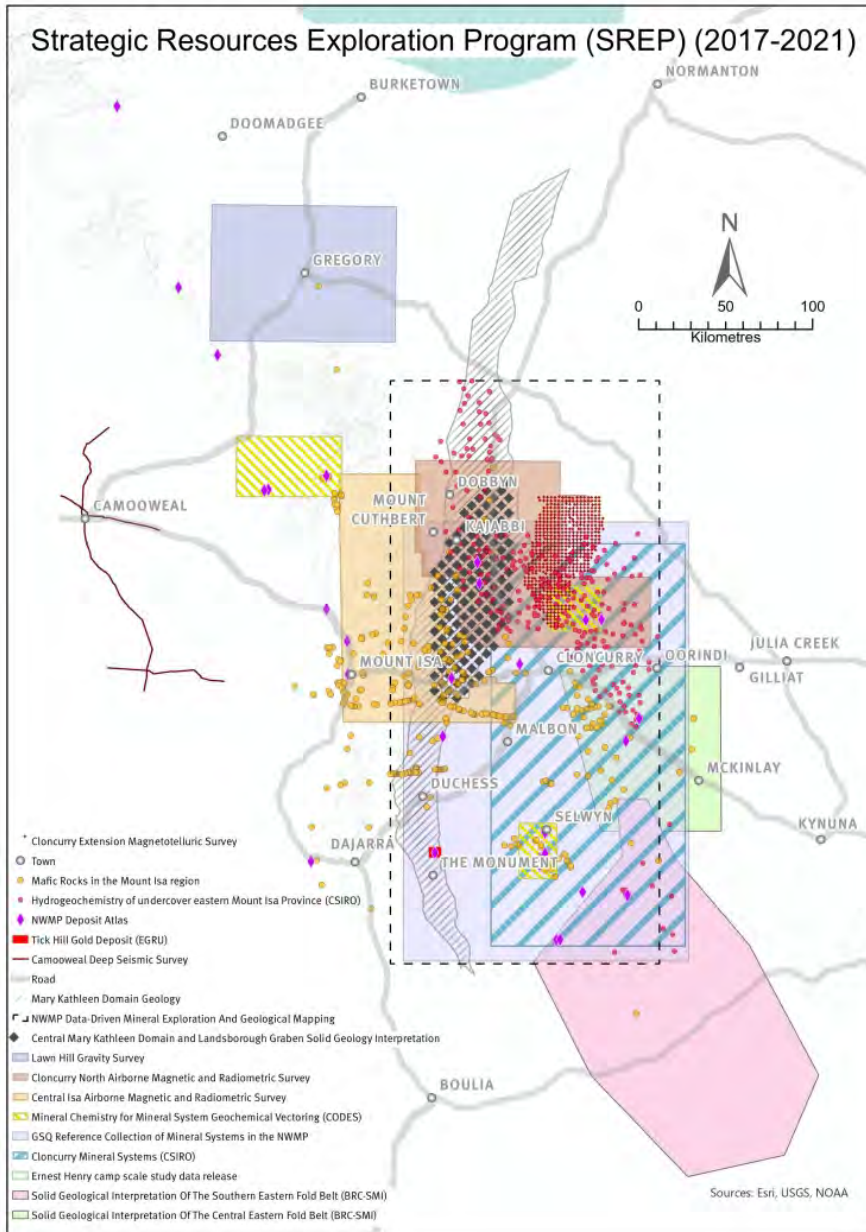 Strategic Resources Exploration Program (SREP) (2017-2021)
NORMANTON
BURKETOWN
DOOMADGEE
N
GREGORY
0 50 100
Kilometres
DOBBYN
MOUNT
CUTHBERT
CAMOOWEAL
KAJABBI
JULIA CREEK
MOUNT ISA
CLONCURRY
OORINDI
GILLIAT
MALBON
MCKINLAY
DUCHESS
SELWYN
KYNUNA
DAJARRA
THE MONUMENT
Cloncurry Extension Magnetotelluric Survey
Town
Mafic Rocks in the Mount Isa region
Hydrogeochemistry of undercover eastern Mount Isa Province (CSIRO)
NWMP Deposit Atlas
Tick Hill Gold Deposit (EGRU)
Camooweal Deep Seismic Survey
Road
Mary Kathleen Domain Geology
NWMP Data-Driven Mineral Exploration And Geological Mapping
Central Mary Kathleen Domain and Landsborough Graben Solid Geology Interpretation
Lawn Hill Gravity Survey
Cloncurry North Airborne Magnetic and Radiometric Survey
Central Isa Airborne Magnetic and Radiometric Survey
BOULIA
Mineral Chemistry for Mineral System Geochemical Vectoring (CODES)
GSQ Reference Collection of Mineral Systems in the NWMP
Cloncurry Mineral Systems (CSIRO)
Ernest Henry camp scale study data release
Solid Geological Interpretation Of The Southern Eastern Fold Belt (BRC-SMI)
Solid Geological Interpretation Of The Central Eastern Fold Belt (BRC-SMI)
Sources: Esri, USGS, NOAA